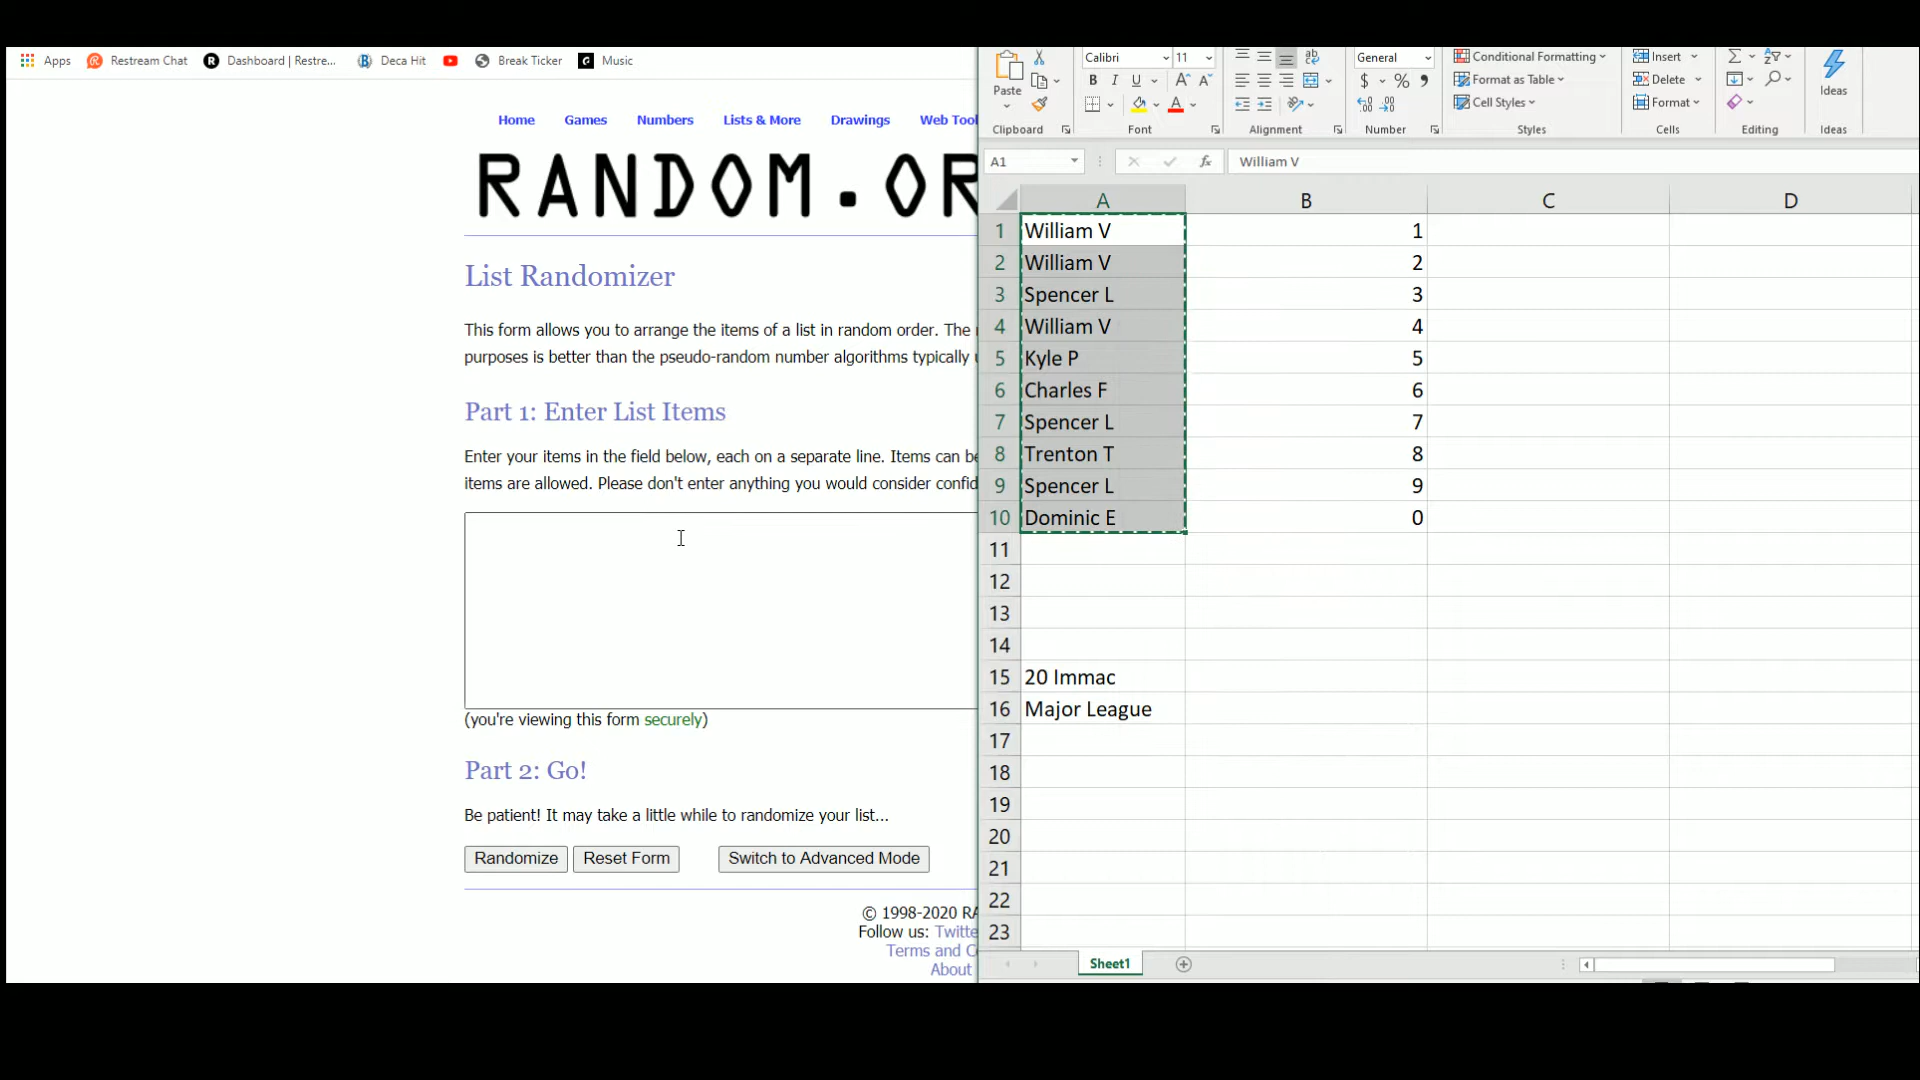 Apps Restream Chat Dashboard | Restre... Deca Hit Break Ticker Music
Home Games Numbers Lists & More Drawings Web Tool
RANDOM.OR
List Randomizer
This form allows you to arrange the items of a list in random order. The
purposes is better than the pseudo-random number algorithms typically
Part 1: Enter List Items
Enter your items in the field below, each on a separate line. Items can be
items are allowed. Please don't enter anything you would consider confid
(you're viewing this form securely)
Part 2: Go!
Be patient! It may take a little while to randomize your list...
Randomize Reset Form Switch to Advanced Mode
© 1998-2020 RA
Follow us: Twitte
Terms and C
About
Calibri 11 General Conditional Formatting Insert
Paste B I U $ % Format as Table Delete Ideas
A Cell Styles Format
Clipboard Font Alignment Number Styles Cells Editing Ideas
A1 fx William V
A B C D
1 William V 1
2 William V 2
3 Spencer L 3
4 William V 4
5 Kyle P 5
6 Charles F 6
7 Spencer L 7
8 Trenton T 8
9 Spencer L 9
10 Dominic E 0
11
12
13
14
15 20 Immac
16 Major League
17
18
19
20
21
22
23
Sheet1